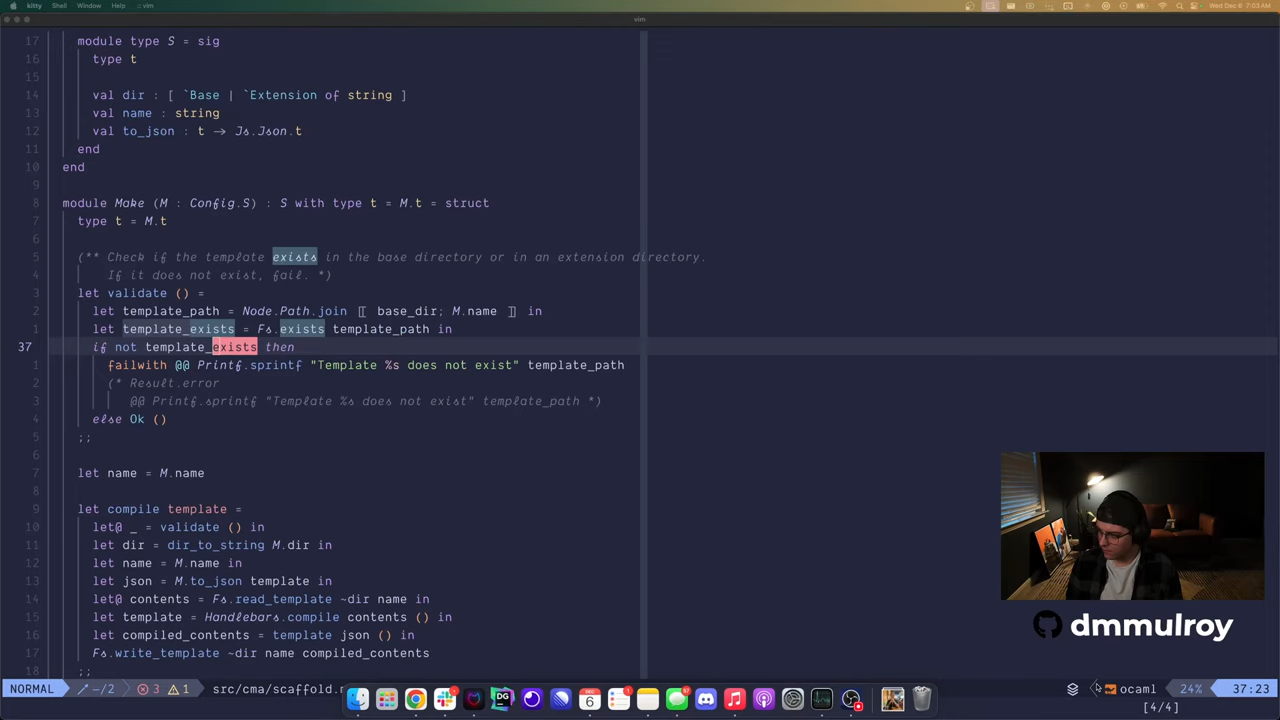 kitty Shell Window Help ::: vim
Wed Dec 6 7:03 AM
vim
17 module type S = sig
16 type t
15
14 val dir : [ `Base | `Extension of string ]
13 val name : string
12 val to_json : t → Js.Json.t
11 end
10 end
9
8 module Make (M : Config.S) : S with type t = M.t = struct
7 type t = M.t
6
5 (** Check if the template exists in the base directory or in an extension directory.
4 If it does not exist, fail. *)
3 let validate () =
2 let template_path = Node.Path.join [| base_dir; M.name |] in
1 let template_exists = Fs.exists template_path in
37 if not template_exists then
1 failwith @@ Printf.sprintf "Template %s does not exist" template_path
2 (* Result.error
3 @@ Printf.sprintf "Template %s does not exist" template_path *)
4 else Ok ()
5 ;;
6
7 let name = M.name
8
9 let compile template =
10 let@ _ = validate () in
11 let dir = dir_to_string M.dir in
12 let name = M.name in
13 let json = M.to_json template in
14 let@ contents = Fs.read_template ~dir name in
15 let template = Handlebars.compile contents () in
16 let compiled_contents = template json () in
17 Fs.write_template ~dir name compiled_contents
18 ;;
dmmulroy
NORMAL ~/2 3 1 src/cma/scaffold. ocaml 24% 37:23
[4/4]